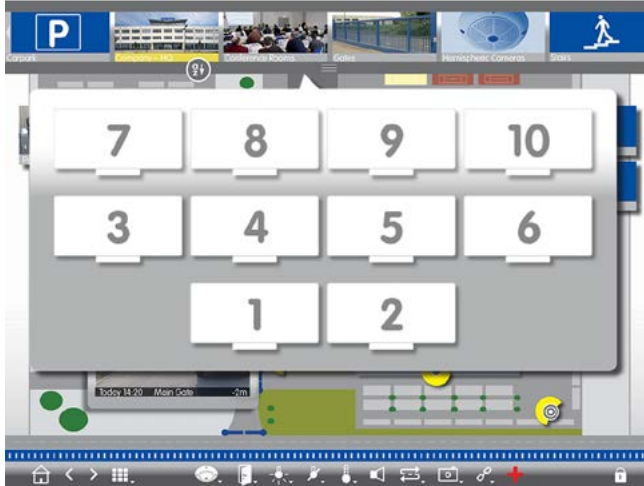 P
Carpark Company - HQ Conference Rooms Gates Hemispheric Cameras Stairs
7 8 9 10
3 4 5 6
1 2
Today 14:20 Main Gate -2m